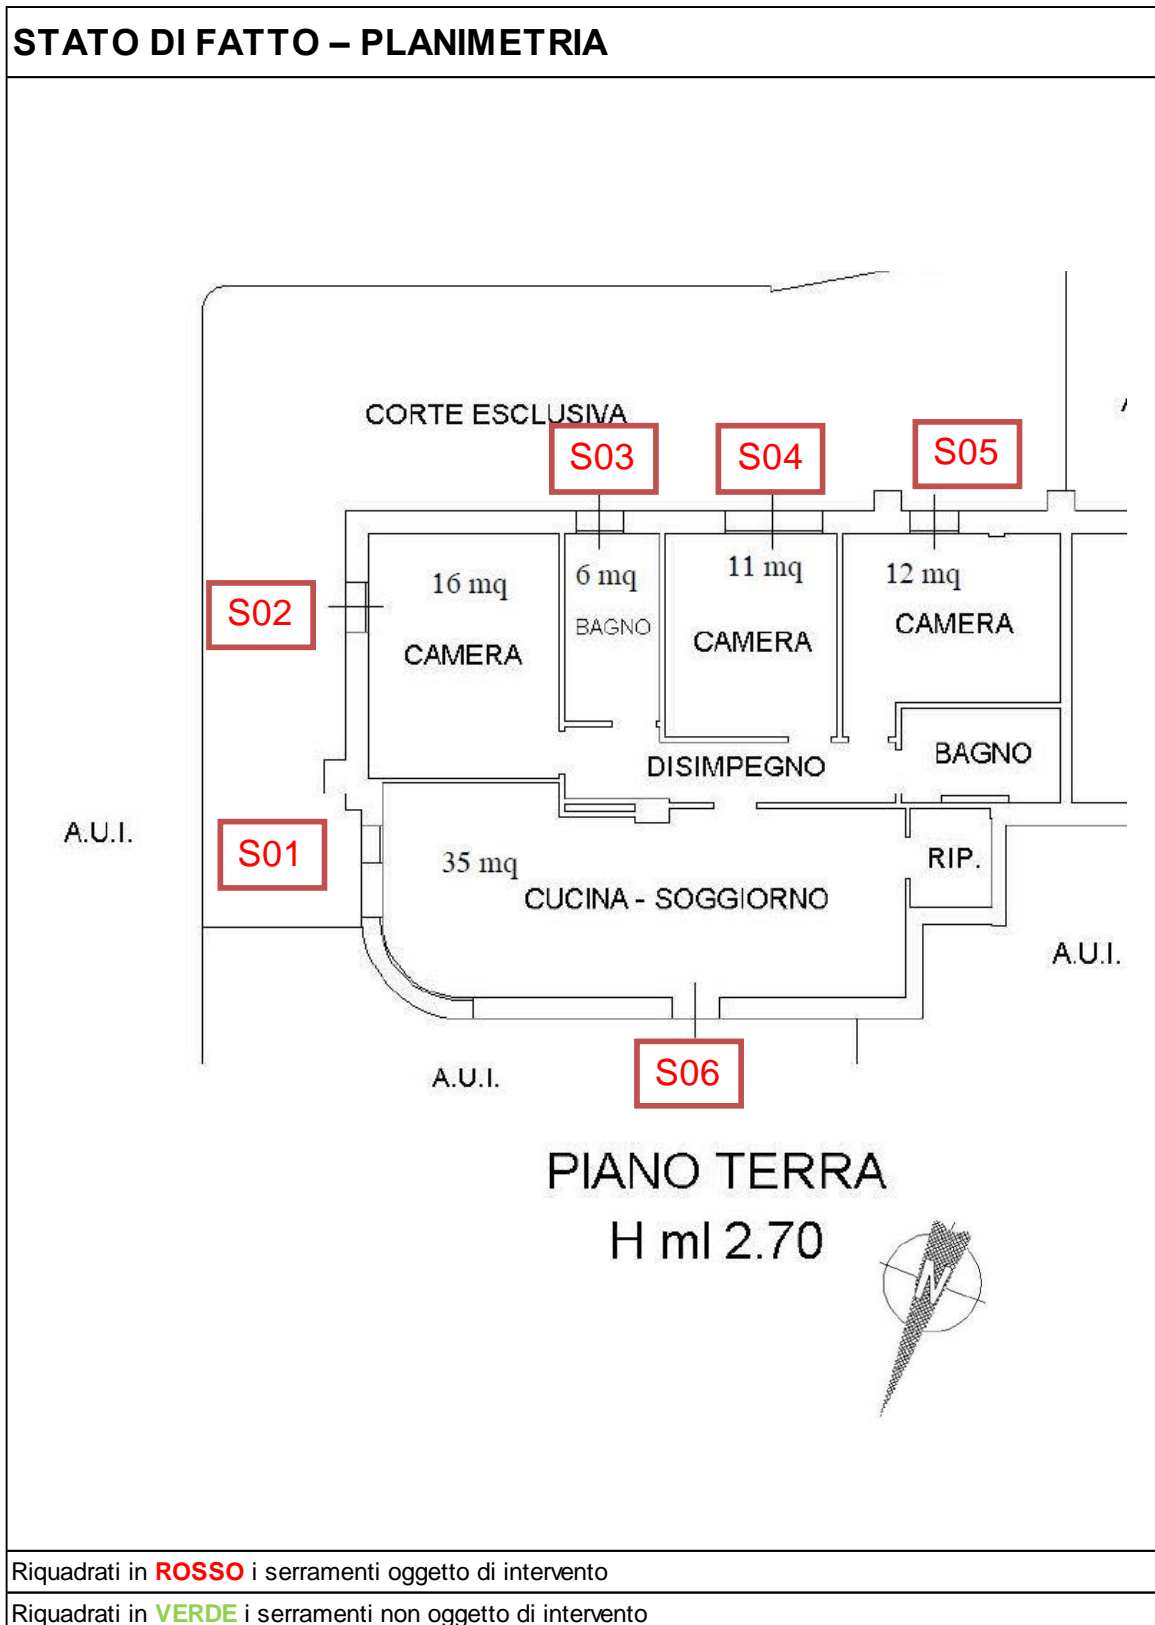 STATO DI FATTO – PLANIMETRIA
CORTE ESCLUSIVA
S03
S04
S05
16 mq
6 mq
11 mq
12 mq
S02
BAGNO
CAMERA
CAMERA
CAMERA
DISIMPEGNO
BAGNO
A.U.I.
S01
35 mq
RIP.
CUCINA - SOGGIORNO
A.U.I.
S06
A.U.I.
PIANO TERRA
H ml 2.70
N
Riquadrati in ROSSO i serramenti oggetto di intervento
Riquadrati in VERDE i serramenti non oggetto di intervento